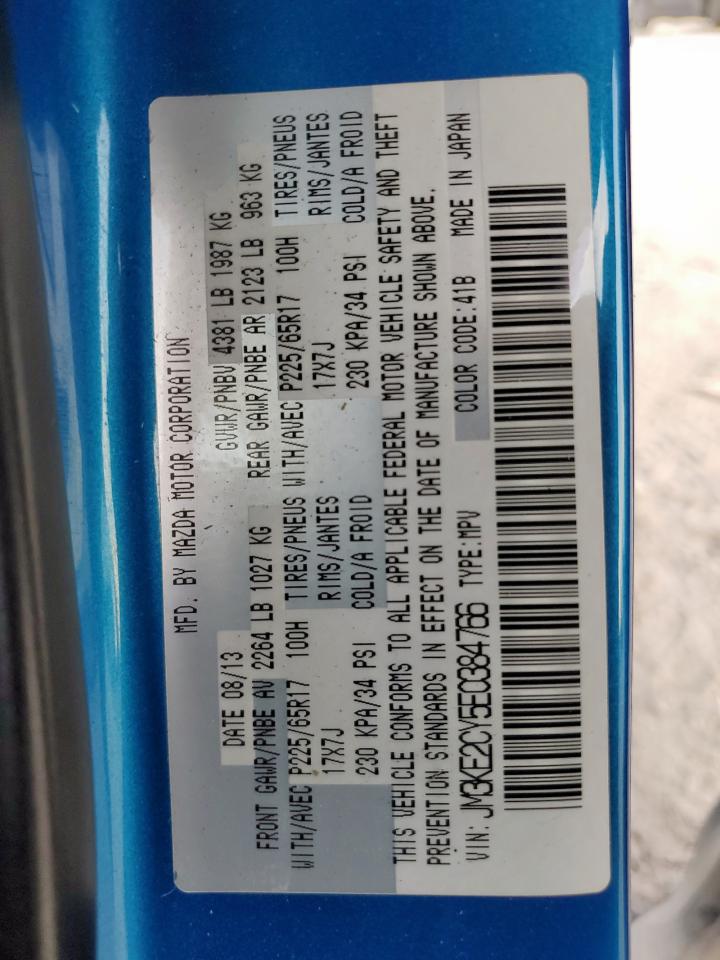 MFD. BY MAZDA MOTOR CORPORATION
DATE 08/13 GVWR/PNBV 4381 LB 1987 KG
FRONT GAWR/PNBE AV 2264 LB 1027 KG REAR GAWR/PNBE AR 2123 LB 963 KG
WITH/AVEC P225/65R17 100H TIRES/PNEUS WITH/AVEC P225/65R17 100H TIRES/PNEUS
17X7J RIMS/JANTES 17X7J RIMS/JANTES
230 KPA/34 PSI COLD/A FROID 230 KPA/34 PSI COLD/A FROID
THIS VEHICLE CONFORMS TO ALL APPLICABLE FEDERAL MOTOR VEHICLE SAFETY AND THEFT
PREVENTION STANDARDS IN EFFECT ON THE DATE OF MANUFACTURE SHOWN ABOVE.
VIN: JM3KE2CY5E0384766 TYPE:MPV COLOR CODE:41B MADE IN JAPAN